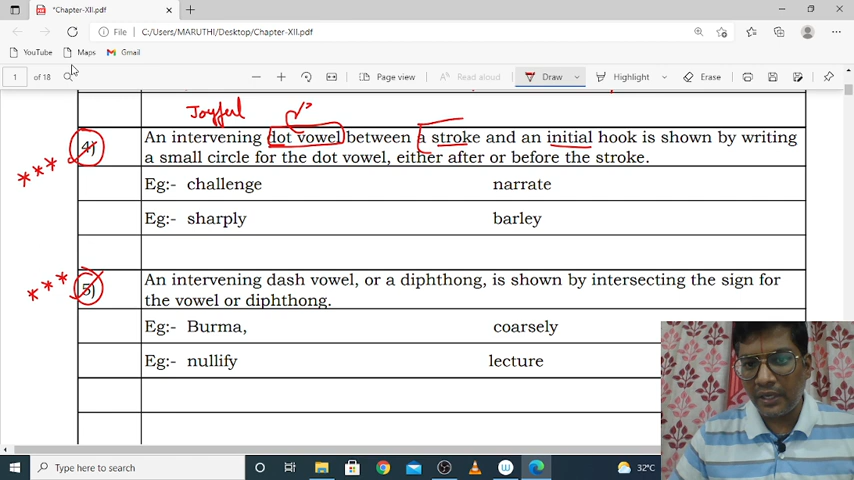 *Chapter-XII.pdf
File
C:/Users/MARUTHI/Desktop/Chapter-XII.pdf
YouTube
Maps
Gmail
1
of 18
Page view
Read aloud
Draw
Highlight
Erase
Joyful
4)
An intervening dot vowel between a stroke and an initial hook is shown by writing
a small circle for the dot vowel, either after or before the stroke.
Eg:- challenge
narrate
Eg:- sharply
barley
5)
An intervening dash vowel, or a diphthong, is shown by intersecting the sign for
the vowel or diphthong.
Eg:- Burma,
coarsely
Eg:- nullify
lecture
Type here to search
32°C